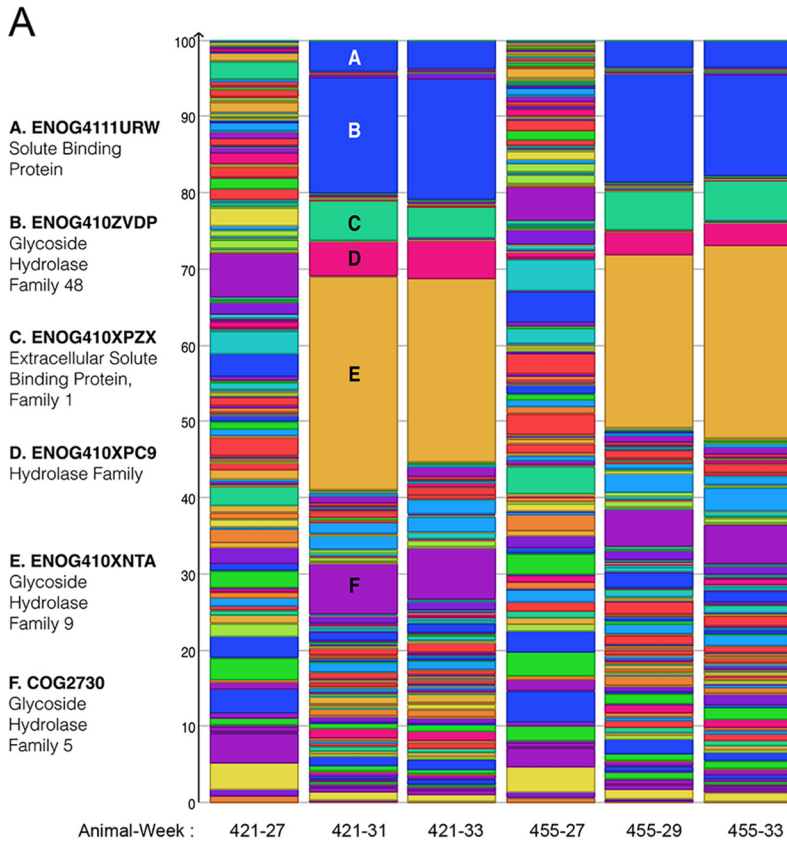 A
A. ENOG4111URW
Solute Binding
Protein
B. ENOG410ZVDP
Glycoside
Hydrolase
Family 48
C. ENOG410XPZX
Extracellular Solute
Binding Protein,
Family 1
D. ENOG410XPC9
Hydrolase Family
E. ENOG410XNTA
Glycoside
Hydrolase
Family 9
F. COG2730
Glycoside
Hydrolase
Family 5
100
90
80
70
60
50
40
30
20
10
0
A
B
C
D
E
F
Animal-Week : 421-27 421-31 421-33 455-27 455-29 455-33